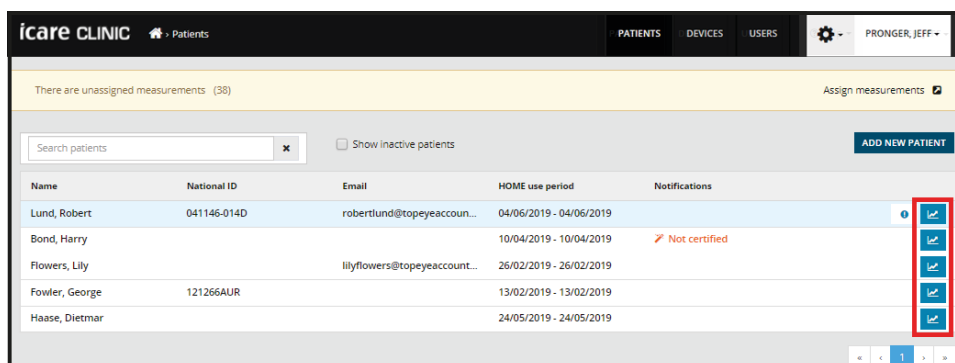 icare CLINIC › Patients PATIENTS DEVICES USERS PRONGER, JEFF
There are unassigned measurements (38) Assign measurements
Search patients Show inactive patients ADD NEW PATIENT
Name National ID Email HOME use period Notifications
Lund, Robert 041146-014D robertlund@topeyeaccoun... 04/06/2019 - 04/06/2019
Bond, Harry 10/04/2019 - 10/04/2019 Not certified
Flowers, Lily lilyflowers@topeyeaccount... 26/02/2019 - 26/02/2019
Fowler, George 121266AUR 13/02/2019 - 13/02/2019
Haase, Dietmar 24/05/2019 - 24/05/2019
« ‹ 1 › »